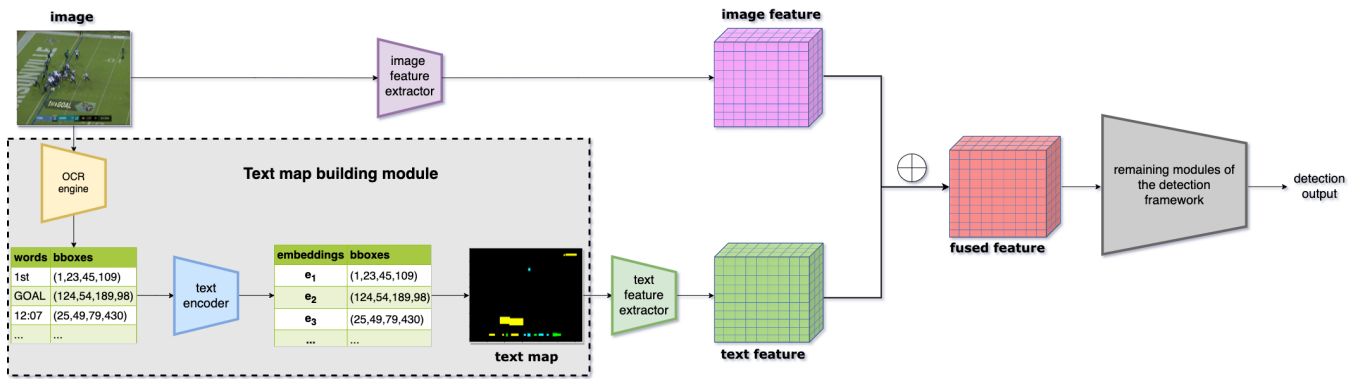 image
image feature
image
feature
extractor
Text map building module
OCR
engine
words bboxes
1st (1,23,45,109)
GOAL (124,54,189,98)
12:07 (25,49,79,430)
... ...
text
encoder
embeddings bboxes
e1 (1,23,45,109)
e2 (124,54,189,98)
e3 (25,49,79,430)
... ...
text map
text
feature
extractor
text feature
fused feature
remaining modules of
the detection
framework
detection
output